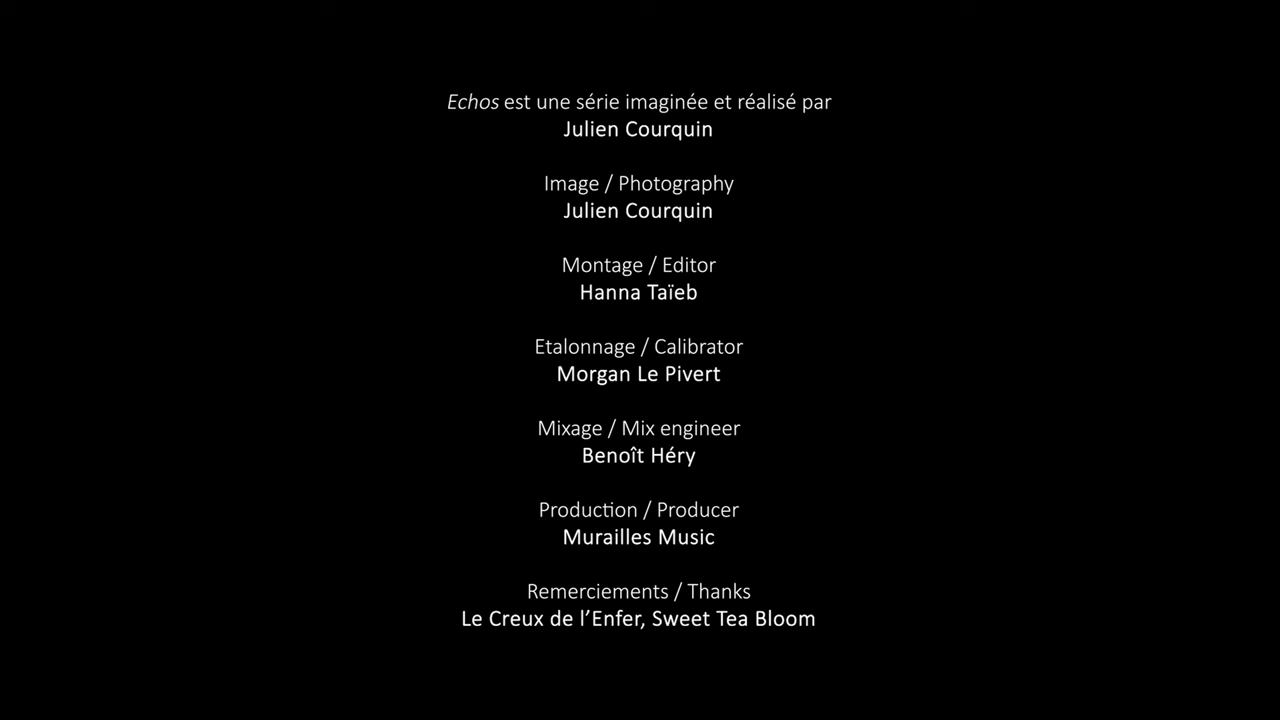 Echos est une série imaginée et réalisé par
Julien Courquin
Image / Photography
Julien Courquin
Montage / Editor
Hanna Taïeb
Etalonnage / Calibrator
Morgan Le Pivert
Mixage / Mix engineer
Benoît Héry
Production / Producer
Murailles Music
Remerciements / Thanks
Le Creux de l’Enfer, Sweet Tea Bloom